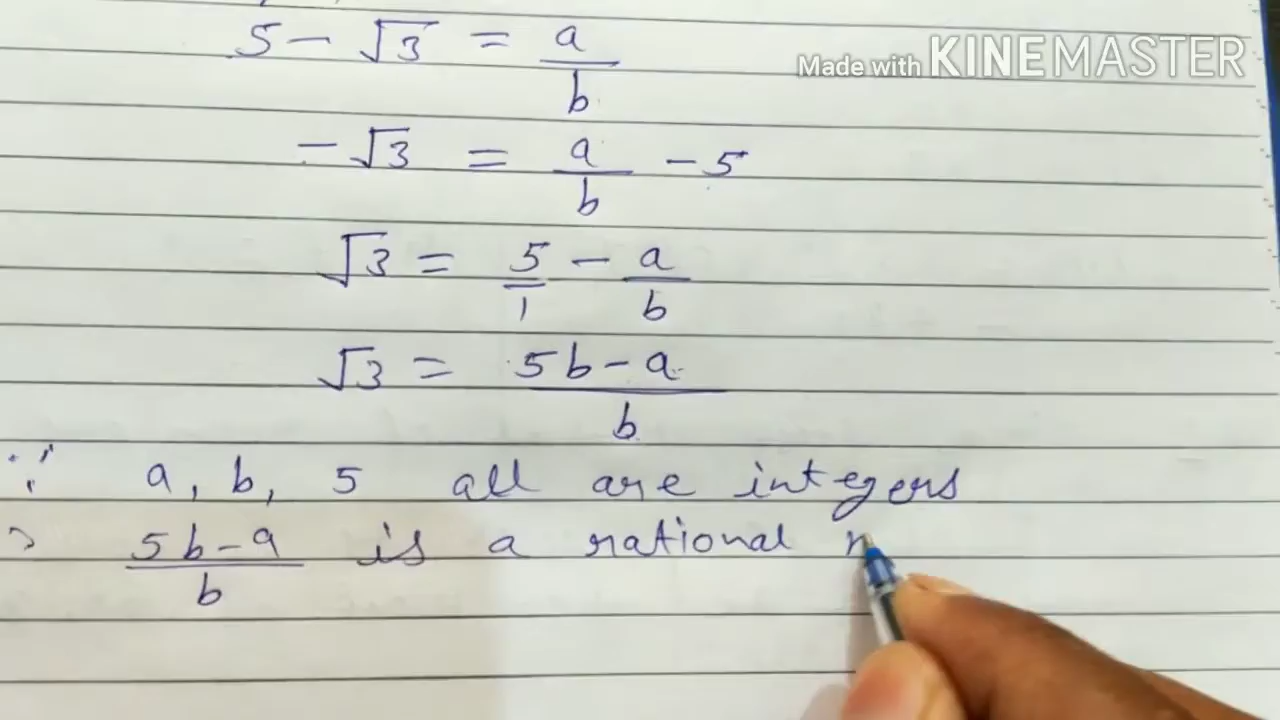 5 - √3 = a/b
Made with KINEMASTER
-√3 = a/b - 5
√3 = 5/1 - a/b
√3 = 5b-a/b
∵ a, b, 5 all are integers
5b-a/b is a rational n